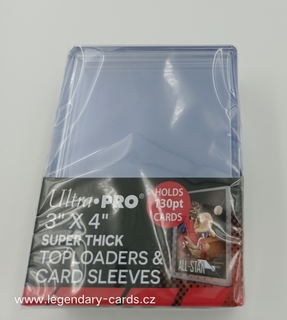 Ultra•PRO®
HOLDS
130pt
CARDS
3" X 4"
SUPER THICK
TOPLOADERS &
CARD SLEEVES
ALL-STAR
www.legendary-cards.cz